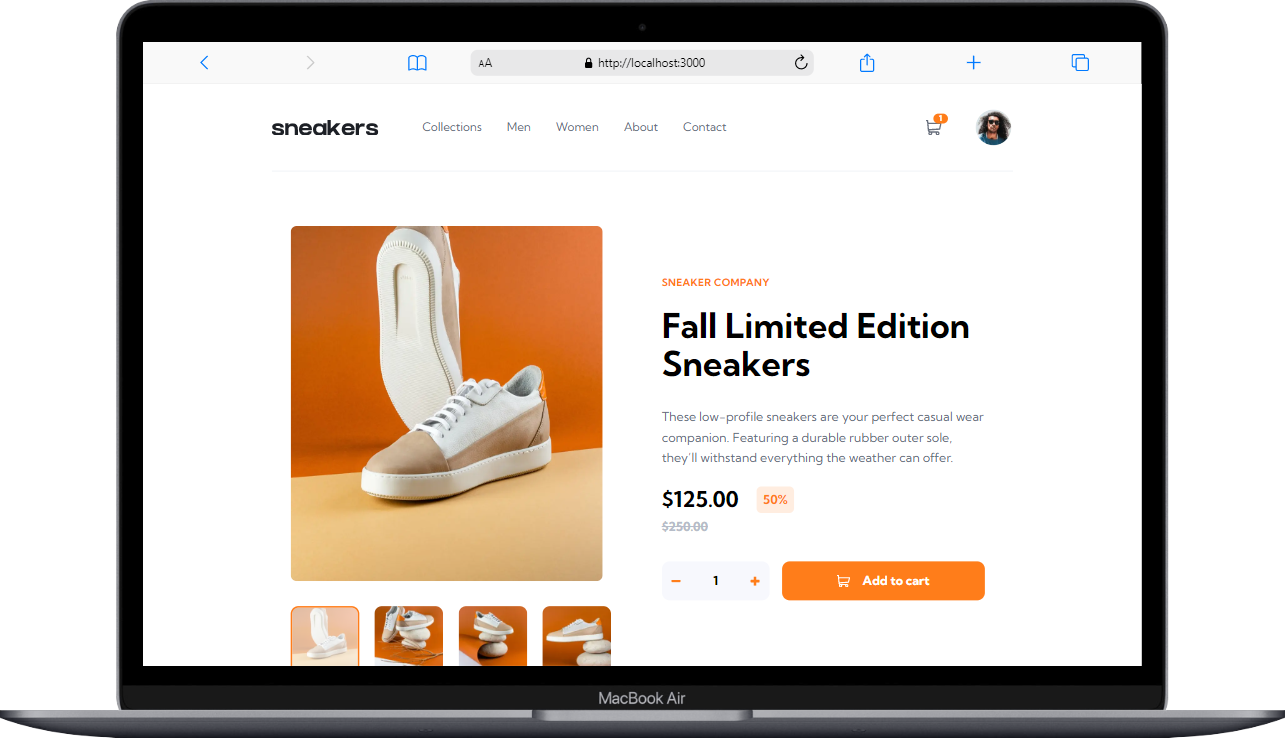 AA http://localhost:3000
sneakers Collections Men Women About Contact 1
SNEAKER COMPANY
Fall Limited Edition
Sneakers
These low-profile sneakers are your perfect casual wear
companion. Featuring a durable rubber outer sole,
they'll withstand everything the weather can offer.
$125.00 50%
$250.00
− 1 + Add to cart
MacBook Air